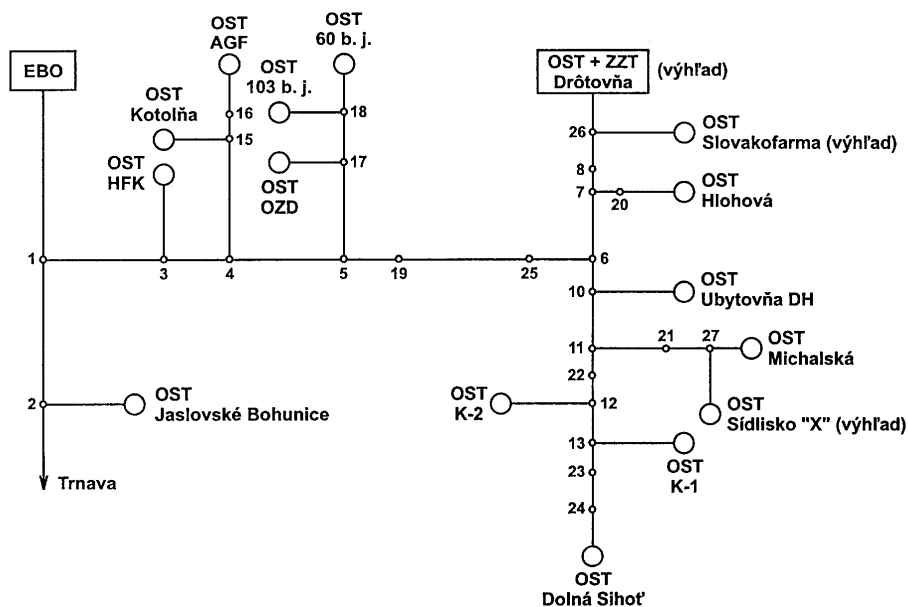 OST
AGF
OST
60 b. j.
EBO
OST
103 b. j.
OST + ZZT
Drôtovňa
(výhľad)
OST
Kotolňa
16
18
15
26
OST
Slovakofarma (výhľad)
OST
HFK
17
OST
OZD
8
7
20
OST
Hlohová
1
3
4
5
19
25
6
10
OST
Ubytovňa DH
11
21
27
OST
Michalská
22
2
OST
Jaslovské Bohunice
OST
K-2
12
OST
Sídlisko "X" (výhľad)
13
OST
K-1
23
Trnava
24
OST
Dolná Sihoť